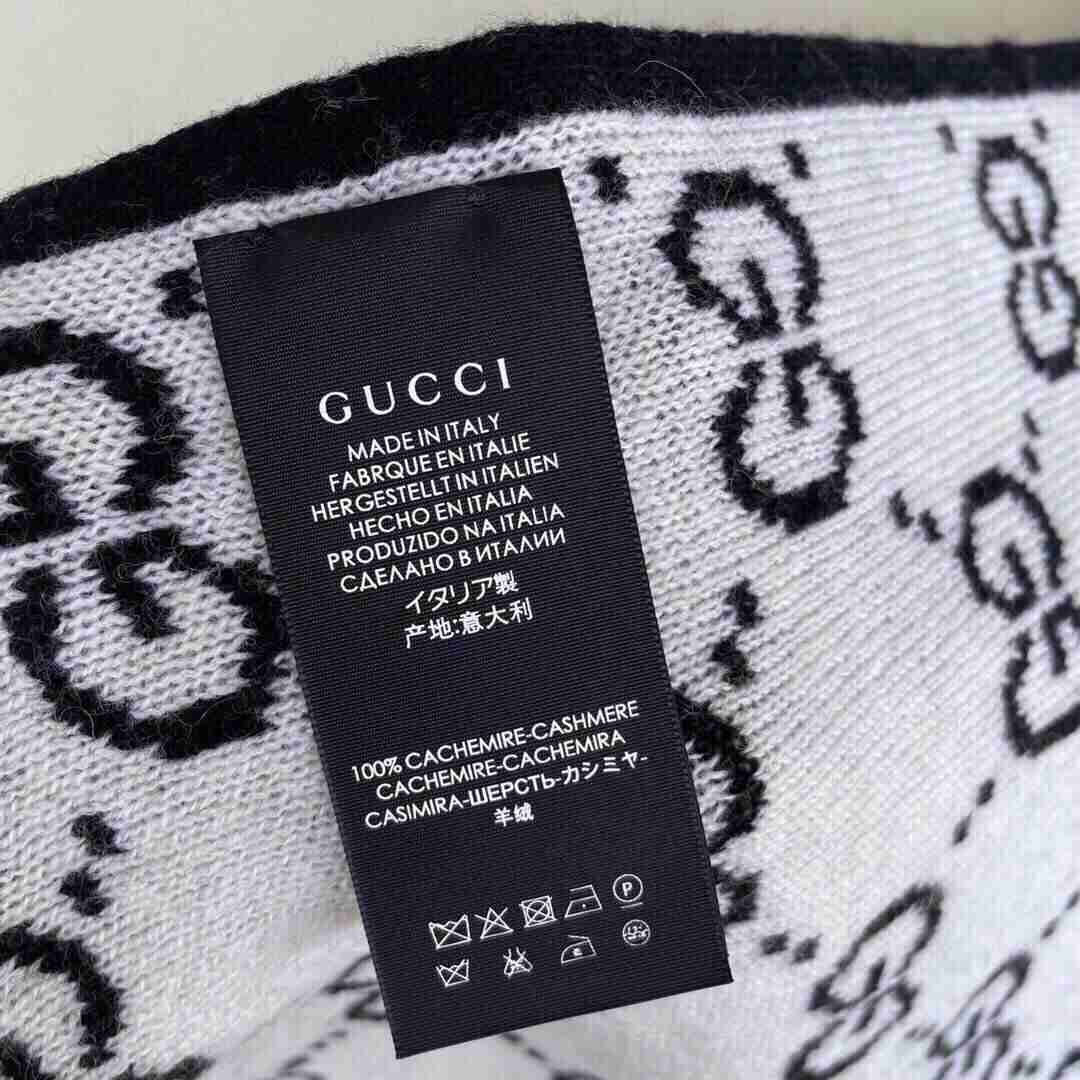 GUCCI
MADE IN ITALY
FABRQUE EN ITALIE
HERGESTELLT IN ITALIEN
HECHO EN ITALIA
PRODUZIDO NA ITALIA
СДЕЛАНО В ИТАЛИИ
イタリア製
产地:意大利
100% CACHEMIRE-CASHMERE
CACHEMIRE-CACHEMIRA
CASIMIRA-ШЕРСТЬ-カシミヤ-
羊绒
P